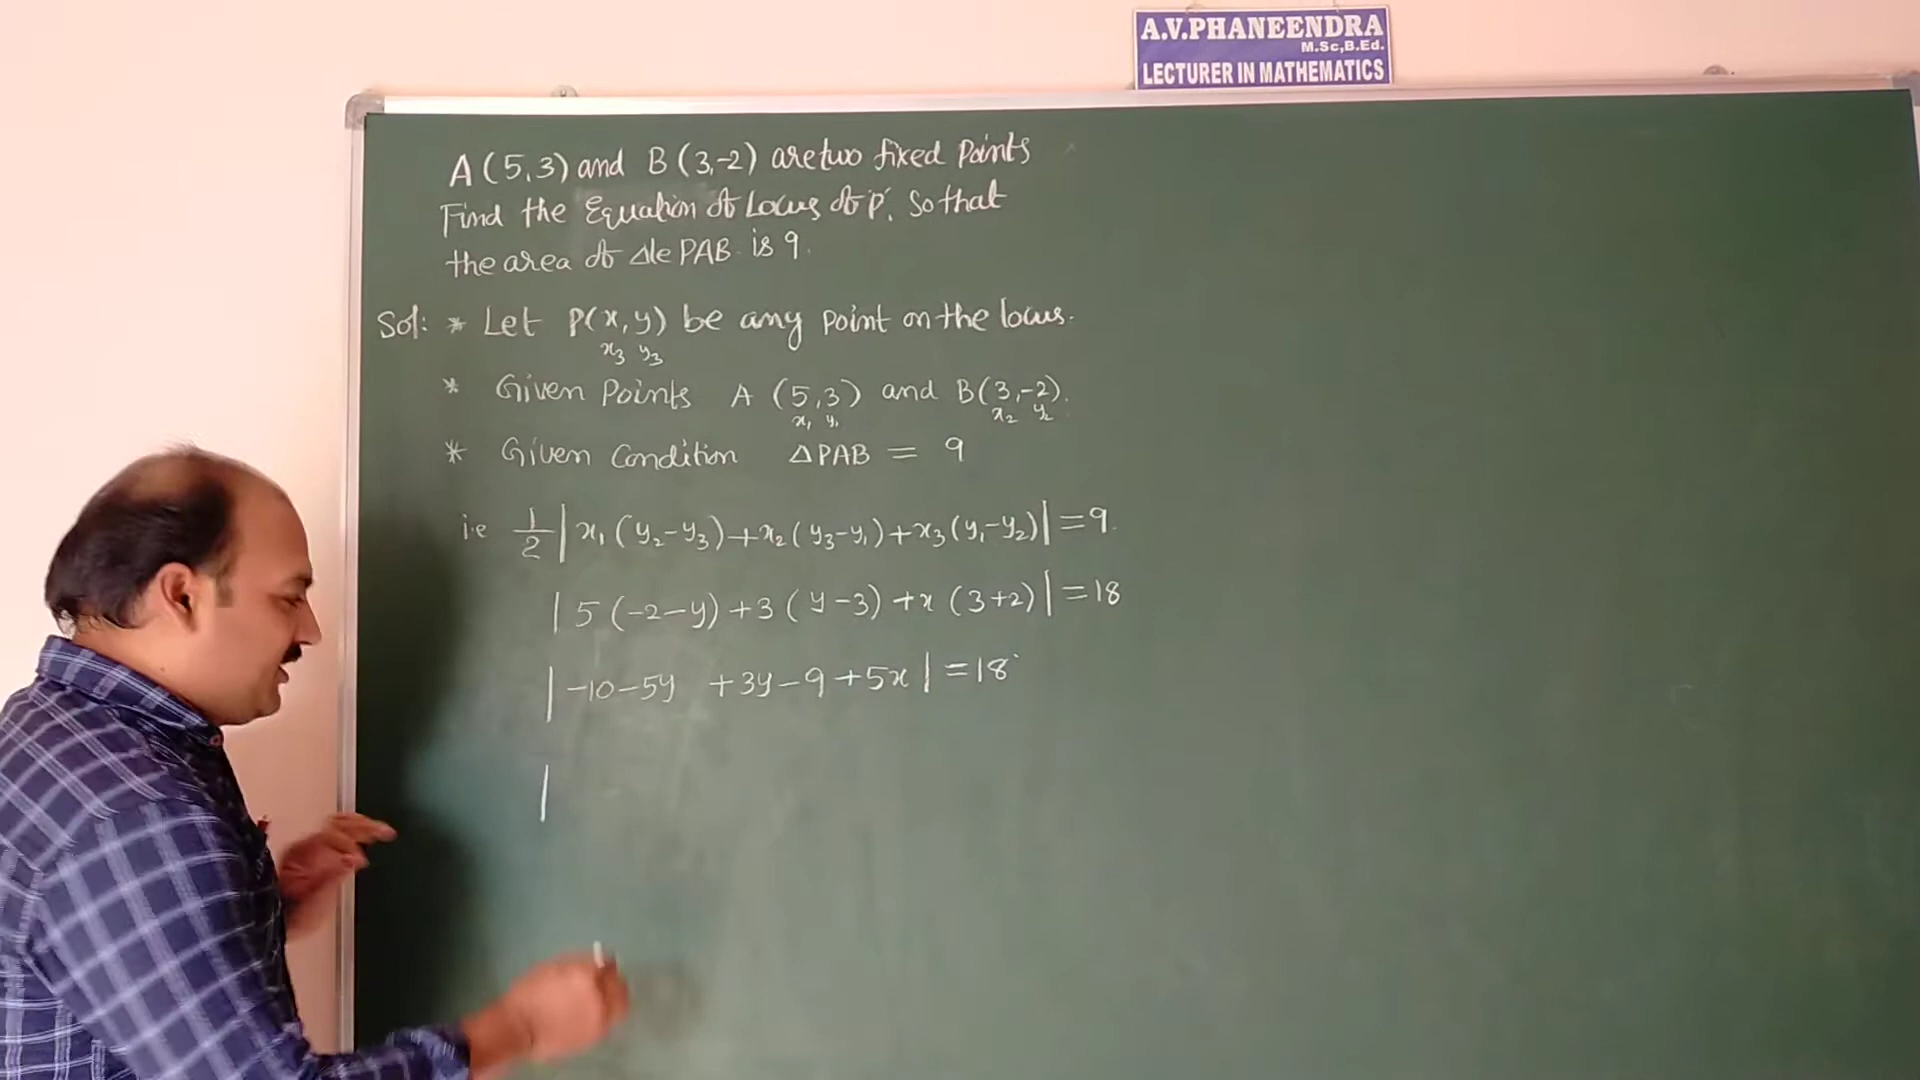 A.V.PHANEENDRA
M.Sc,B.Ed.
LECTURER IN MATHEMATICS
A (5,3) and B (3,-2) are two fixed Points
Find the Equation of Locus of P. So that
the area of Δle PAB is 9.
Sol: * Let P(x, y) be any point on the locus.
x₃ y₃
* Given Points A (5,3) and B(3,-2).
x₁ y₁ x₂ y₂
* Given Condition ΔPAB = 9
i.e 1/2 | x₁ (y₂-y₃) + x₂ (y₃-y₁) + x₃ (y₁-y₂) | = 9.
| 5 (-2-y) + 3 (y-3) + x (3+2) | = 18
| -10-5y +3y-9+5x | = 18
|